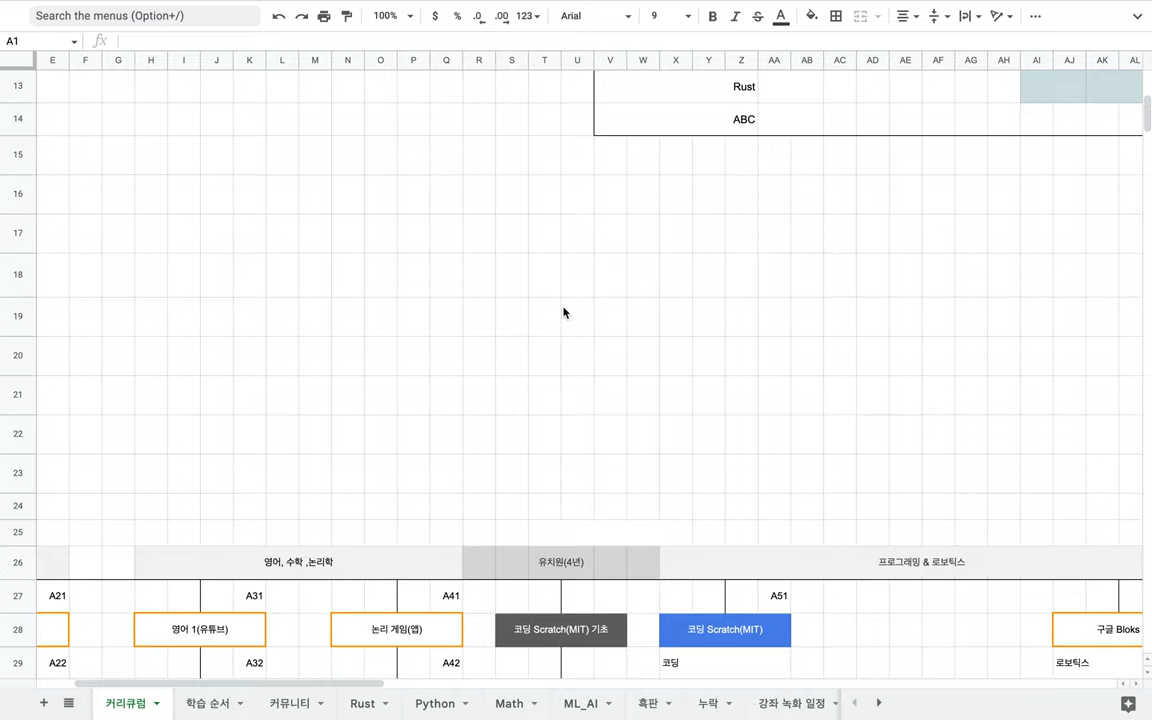 Search the menus (Option+/) 100% $ % .0 .00 123 Arial 9 B I S A
A1 fx
E F G H I J K L M N O P Q R S T U V W X Y Z AA AB AC AD AE AF AG AH AI AJ AK AL
13 Rust
14 ABC
15
16
17
18
19
20
21
22
23
24
25
26 영어, 수학 ,논리학 유치원(4년) 프로그래밍 & 로보틱스
27 A21 A31 A41 A51
28 영어 1(유튜브) 논리 게임(앱) 코딩 Scratch(MIT) 기초 코딩 Scratch(MIT) 구글 Bloks
29 A22 A32 A42 코딩 로보틱스
커리큘럼 학습 순서 커뮤니티 Rust Python Math ML_AI 흑판 누락 강좌 녹화 일정